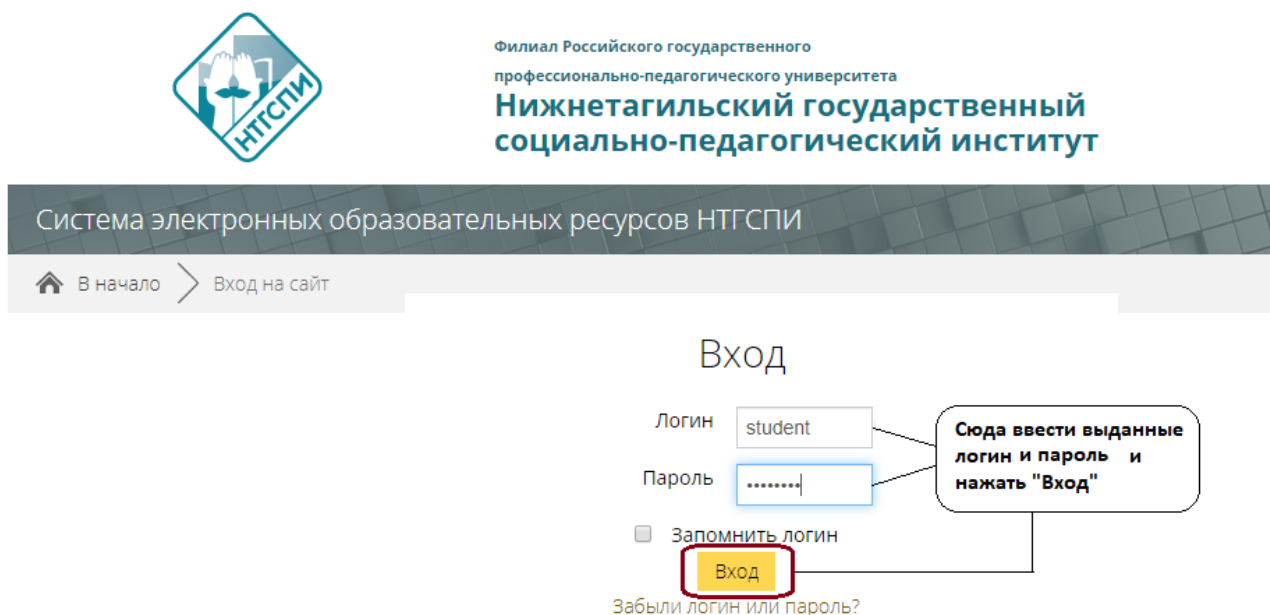 НТГСПИ
Филиал Российского государственного
профессионально-педагогического университета
Нижнетагильский государственный
социально-педагогический институт
Система электронных образовательных ресурсов НТГСПИ
В начало
Вход на сайт
Вход
Логин
student
Пароль
••••••••
Сюда ввести выданные
логин и пароль и
нажать "Вход"
Запомнить логин
Вход
Забыли логин или пароль?